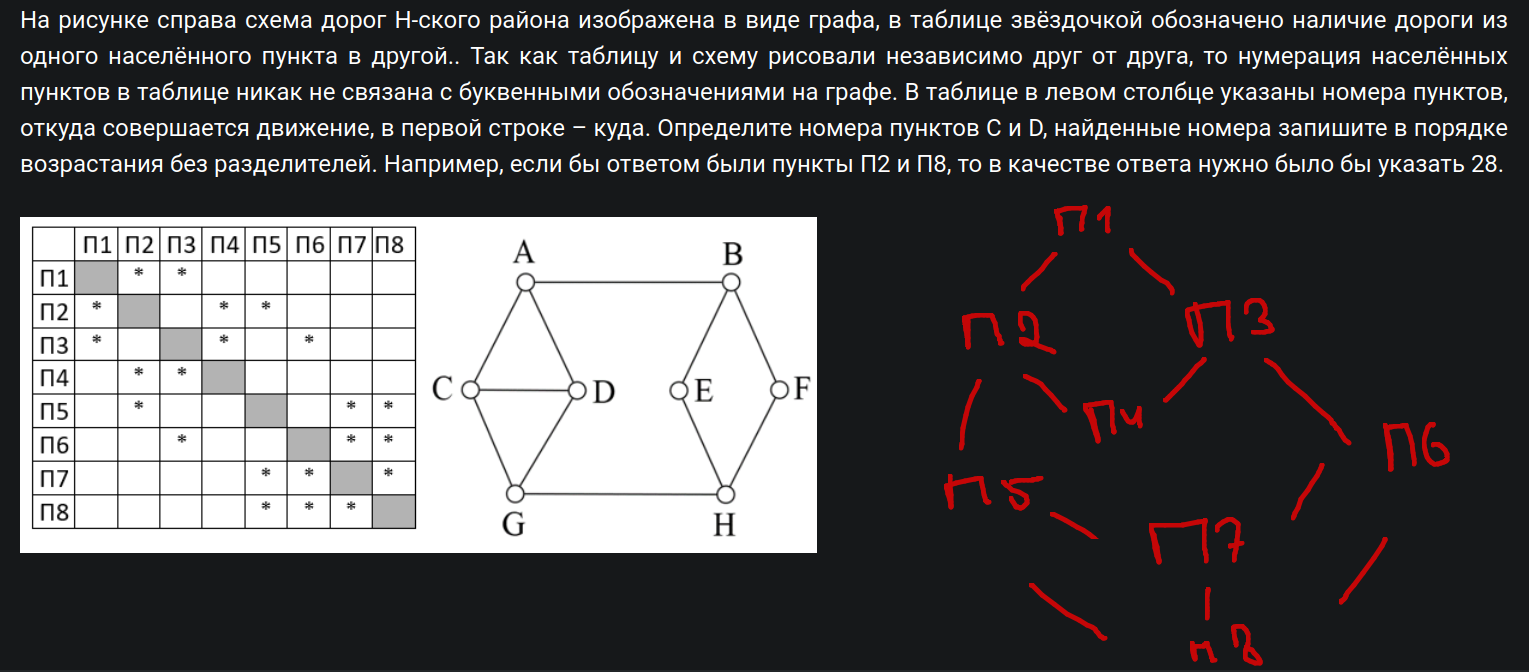 На рисунке справа схема дорог Н-ского района изображена в виде графа, в таблице звёздочкой обозначено наличие дороги из
одного населённого пункта в другой.. Так как таблицу и схему рисовали независимо друг от друга, то нумерация населённых
пунктов в таблице никак не связана с буквенными обозначениями на графе. В таблице в левом столбце указаны номера пунктов,
откуда совершается движение, в первой строке – куда. Определите номера пунктов C и D, найденные номера запишите в порядке
возрастания без разделителей. Например, если бы ответом были пункты П2 и П8, то в качестве ответа нужно было бы указать 28.
П1 П2 П3 П4 П5 П6 П7 П8
П1 * *
П2 * * *
П3 * * *
П4 * *
П5 * * *
П6 * * *
П7 * * *
П8 * * *
A B
C D E F
G H
П1
П2 П3
П4 П6
П5
П7
п8